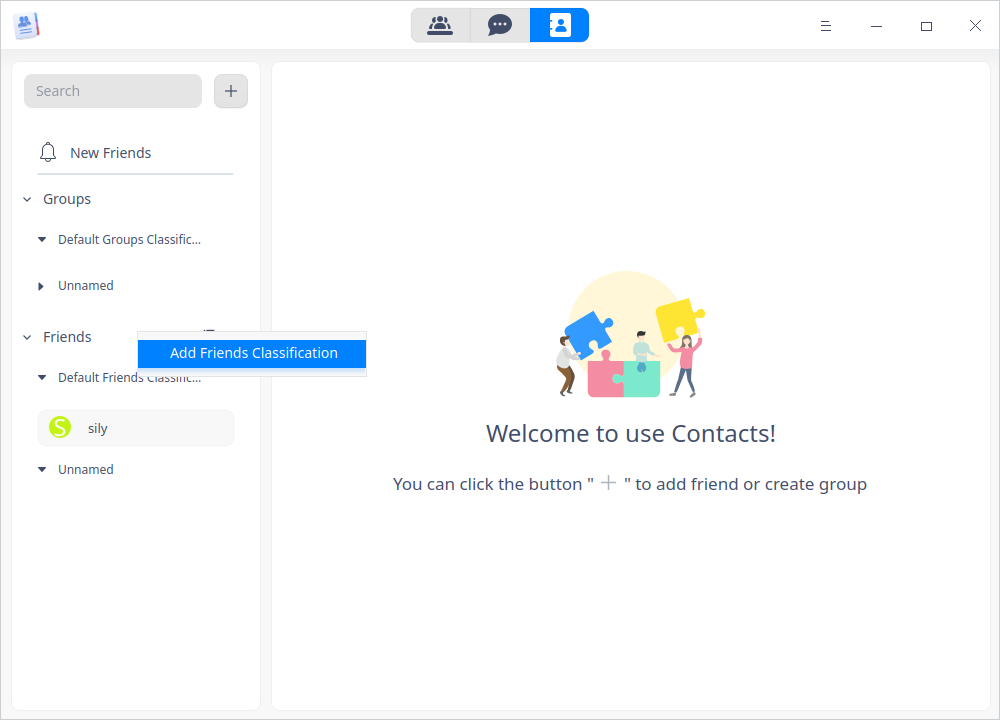 Search
New Friends
Groups
Default Groups Classific...
Unnamed
Friends
Add Friends Classification
Default Friends Classific...
S
sily
Unnamed
Welcome to use Contacts!
You can click the button " + " to add friend or create group